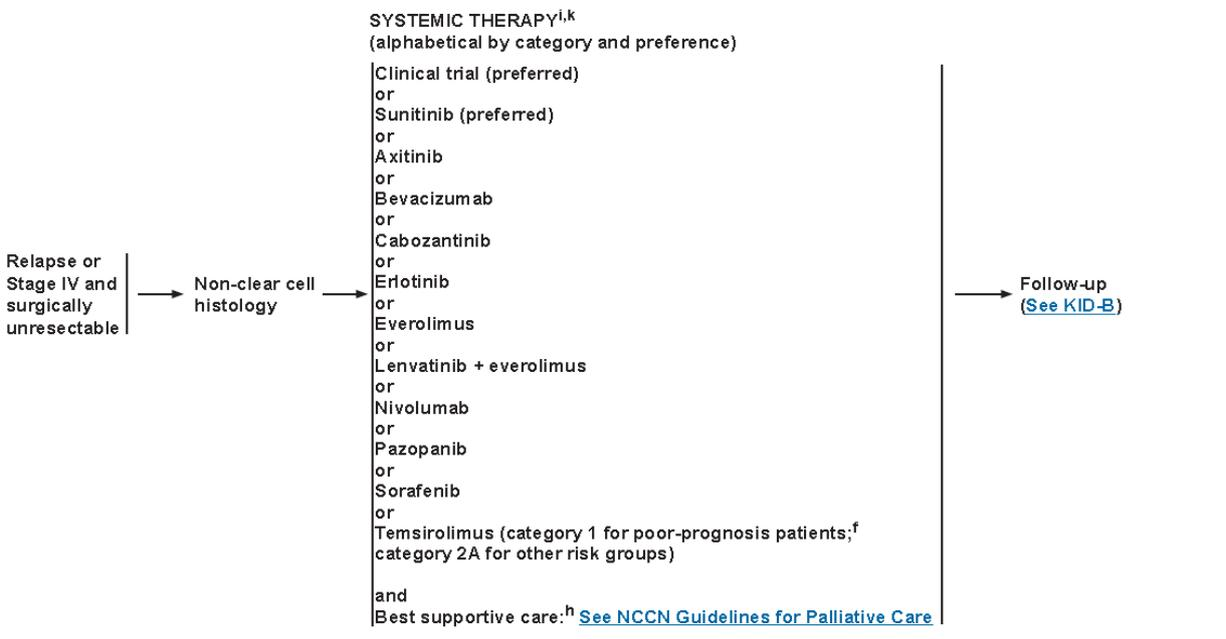 SYSTEMIC THERAPYi,k
(alphabetical by category and preference)
Clinical trial (preferred)
or
Sunitinib (preferred)
or
Axitinib
or
Bevacizumab
or
Cabozantinib
or
Erlotinib
or
Everolimus
or
Lenvatinib + everolimus
or
Nivolumab
or
Pazopanib
or
Sorafenib
or
Temsirolimus (category 1 for poor-prognosis patients;f
category 2A for other risk groups)
and
Best supportive care:h See NCCN Guidelines for Palliative Care
Relapse or
Stage IV and
surgically
unresectable
Non-clear cell
histology
Follow-up
(See KID-B)